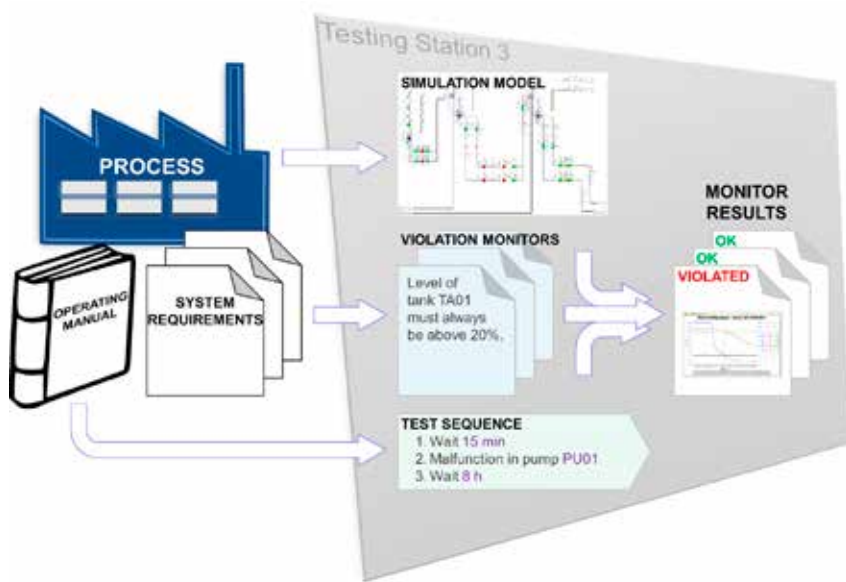 Testing Station 3
SIMULATION MODEL
PROCESS
MONITOR
RESULTS
VIOLATION MONITORS
OK
OK
VIOLATED
OPERATING
MANUAL
SYSTEM
REQUIREMENTS
Level of
tank TA01
must always
be above 20%.
TEST SEQUENCE
1. Wait 15 min
2. Malfunction in pump PU01
3. Wait 8 h